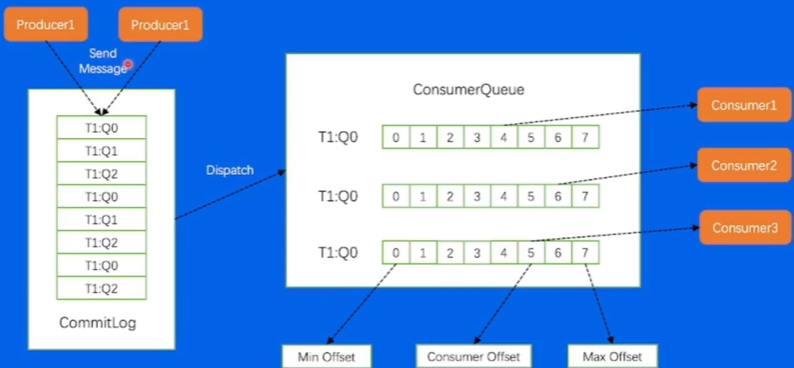 Producer1
Producer1
Send
Message
T1:Q0
T1:Q1
T1:Q2
T1:Q0
T1:Q1
T1:Q2
T1:Q0
T1:Q2
CommitLog
Dispatch
ConsumerQueue
T1:Q0 0 1 2 3 4 5 6 7
T1:Q0 0 1 2 3 4 5 6 7
T1:Q0 0 1 2 3 4 5 6 7
Consumer1
Consumer2
Consumer3
Min Offset
Consumer Offset
Max Offset